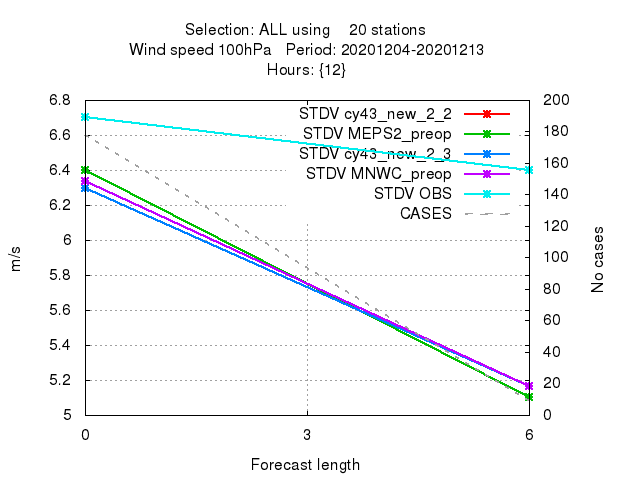 Selection: ALL using    20 stations
Wind speed 100hPa   Period: 20201204-20201213
Hours: {12}
6.8
6.6
6.4
6.2
6
5.8
5.6
5.4
5.2
5
200
180
160
140
120
100
80
60
40
20
0
STDV cy43_new_2_2
STDV MEPS2_preop
STDV cy43_new_2_3
STDV MNWC_preop
STDV OBS
CASES
m/s
No cases
0 3 6
Forecast length